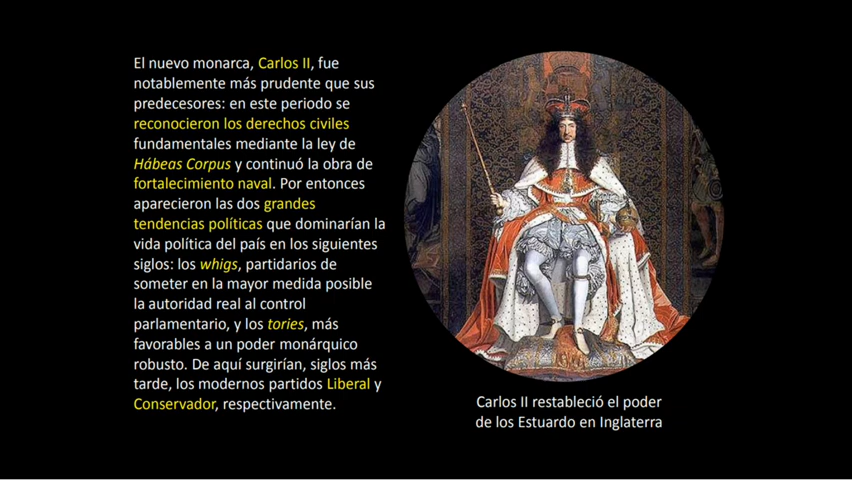 El nuevo monarca, Carlos II, fue
notablemente más prudente que sus
predecesores: en este periodo se
reconocieron los derechos civiles
fundamentales mediante la ley de
Hábeas Corpus y continuó la obra de
fortalecimiento naval. Por entonces
aparecieron las dos grandes
tendencias políticas que dominarían la
vida política del país en los siguientes
siglos: los whigs, partidarios de
someter en la mayor medida posible
la autoridad real al control
parlamentario, y los tories, más
favorables a un poder monárquico
robusto. De aquí surgirían, siglos más
tarde, los modernos partidos Liberal y
Conservador, respectivamente.
Carlos II restableció el poder
de los Estuardo en Inglaterra